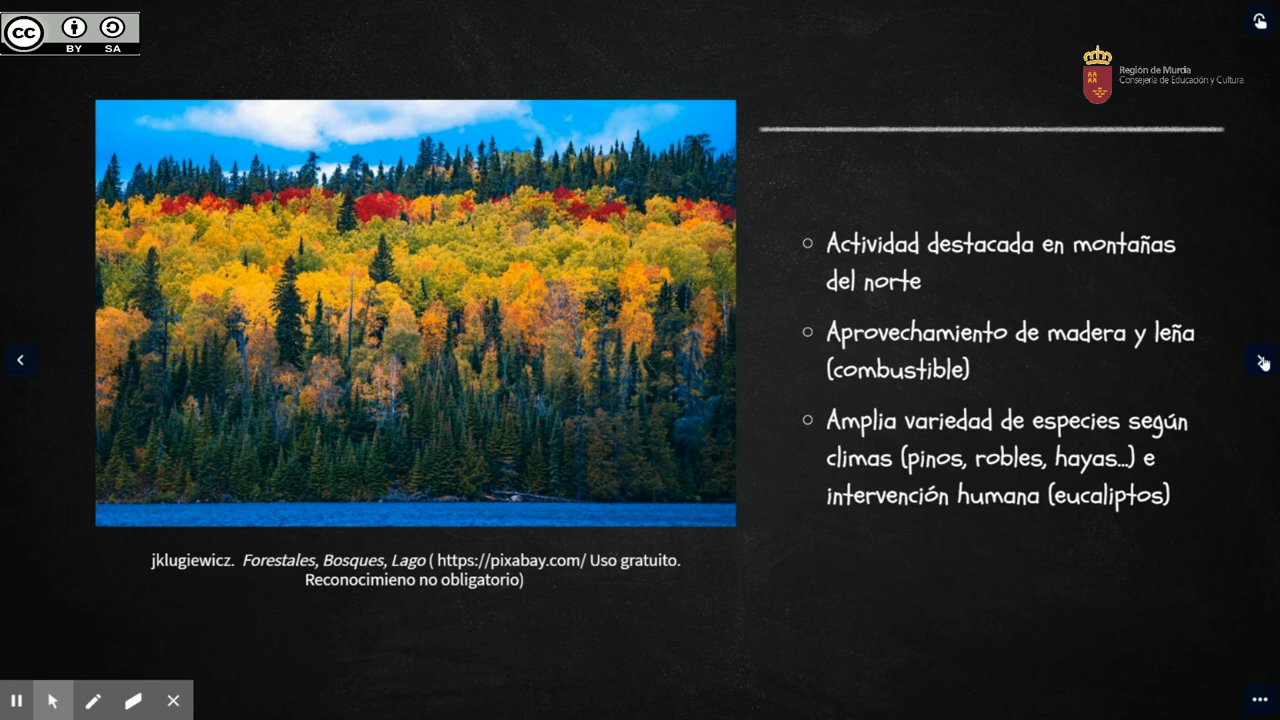 cc
BY SA
Región de Murcia
Consejería de Educación y Cultura
Actividad destacada en montañas
del norte
Aprovechamiento de madera y leña
(combustible)
Amplia variedad de especies según
climas (pinos, robles, hayas...) e
intervención humana (eucaliptos)
jklugiewicz. Forestales, Bosques, Lago ( https://pixabay.com/ Uso gratuito.
Reconocimieno no obligatorio)